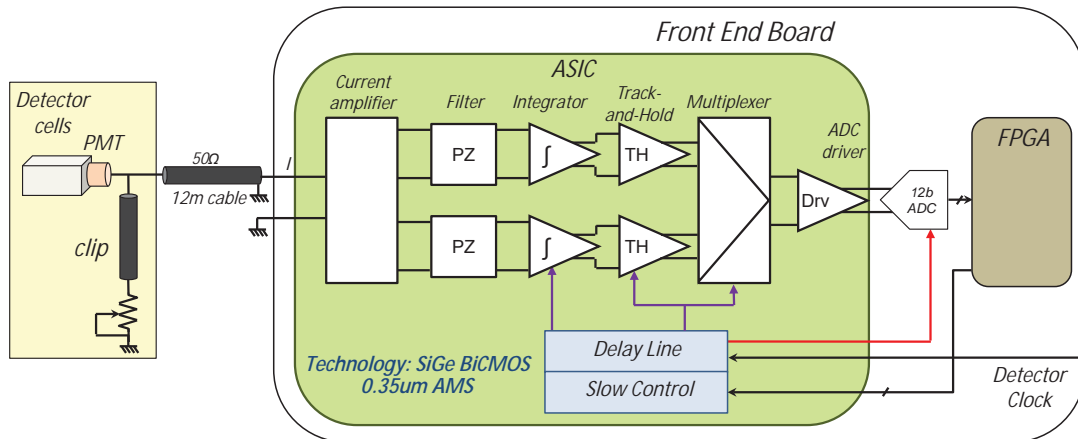 Front End Board
ASIC
Detector
cells
PMT
50Ω
12m cable
clip
I
Current
amplifier
Filter
Integrator
Track-
and-Hold
Multiplexer
ADC
driver
FPGA
PZ
∫
TH
Drv
12b
ADC
PZ
∫
TH
Delay Line
Slow Control
Technology: SiGe BiCMOS
0.35um AMS
Detector
Clock